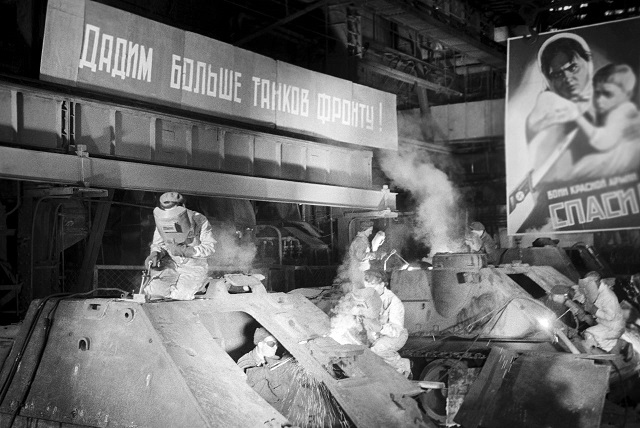 ДАДИМ БОЛЬШЕ ТАНКОВ ФРОНТУ!
ВОИН КРАСНОЙ АРМИИ
СПАСИ